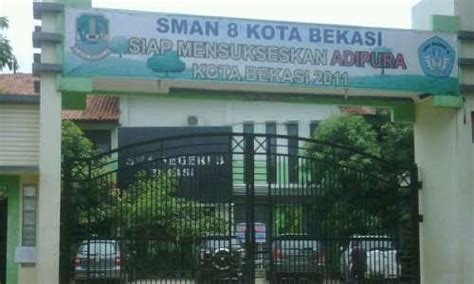 SMAN 8 KOTA BEKASI
SIAP MENSUKSESKAN ADIPURA
KOTA BEKASI 2011